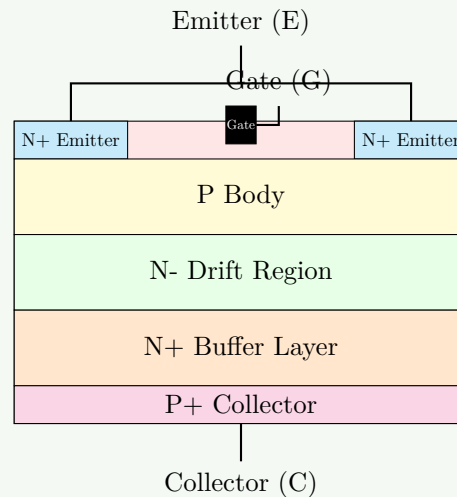 Emitter (E)
Gate (G)
Gate
N+ Emitter
N+ Emitter
P Body
N- Drift Region
N+ Buffer Layer
P+ Collector
Collector (C)